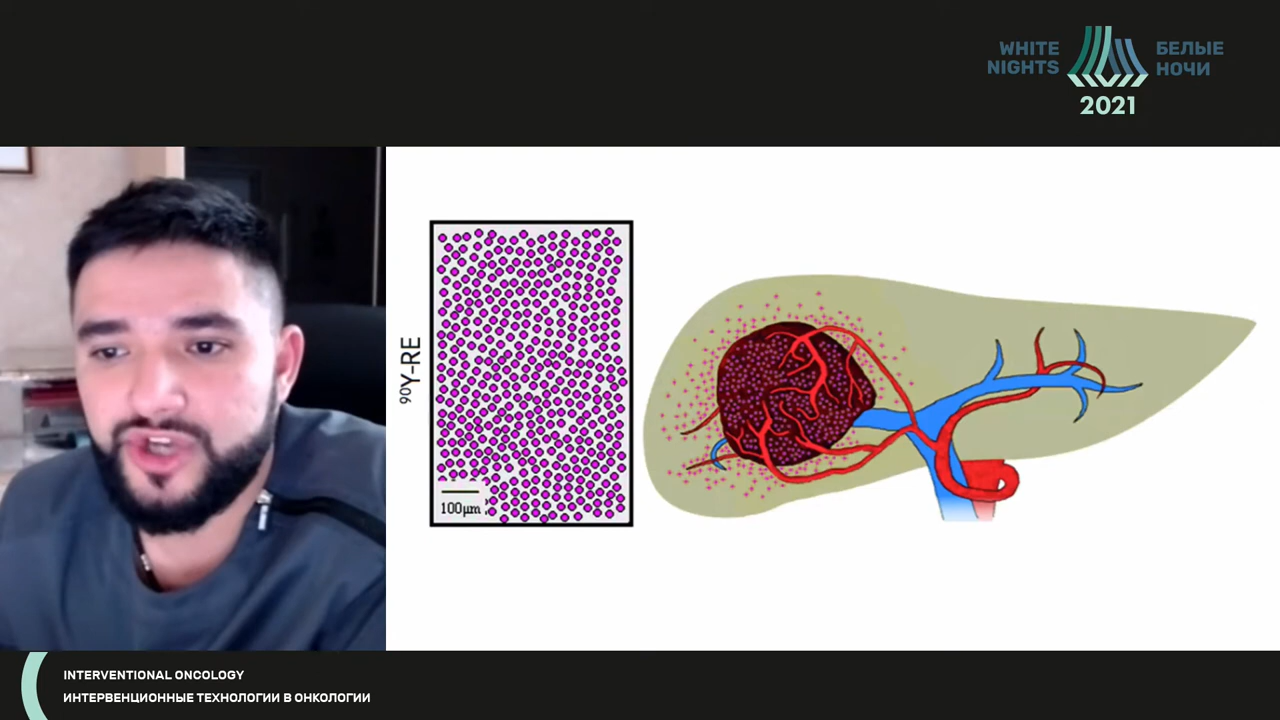 WHITE
NIGHTS
БЕЛЫЕ
НОЧИ
2021
⁹⁰Y-RE
100μm
INTERVENTIONAL ONCOLOGY
ИНТЕРВЕНЦИОННЫЕ ТЕХНОЛОГИИ В ОНКОЛОГИИ